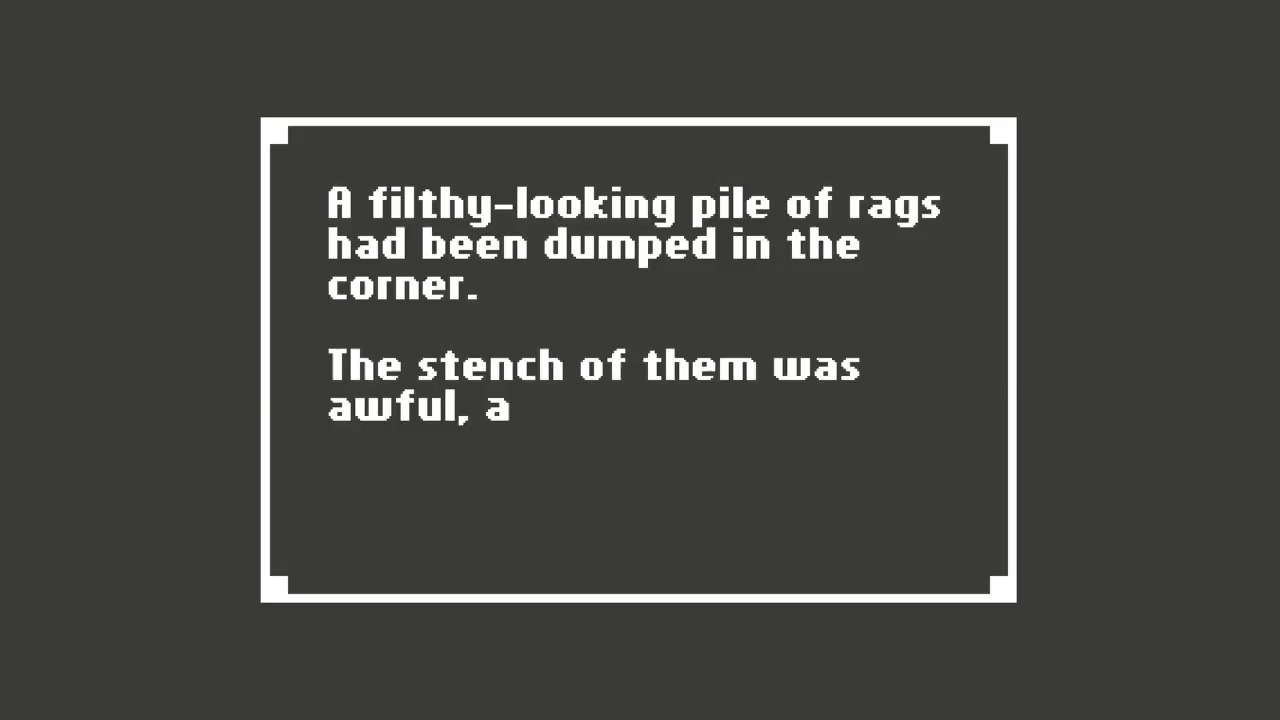 A filthy-looking pile of rags
had been dumped in the
corner.
The stench of them was
awful, a